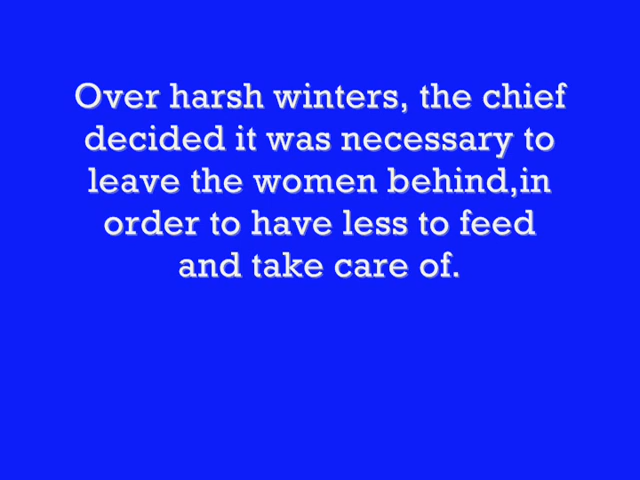 Over harsh winters, the chief
decided it was necessary to
leave the women behind,in
order to have less to feed
and take care of.